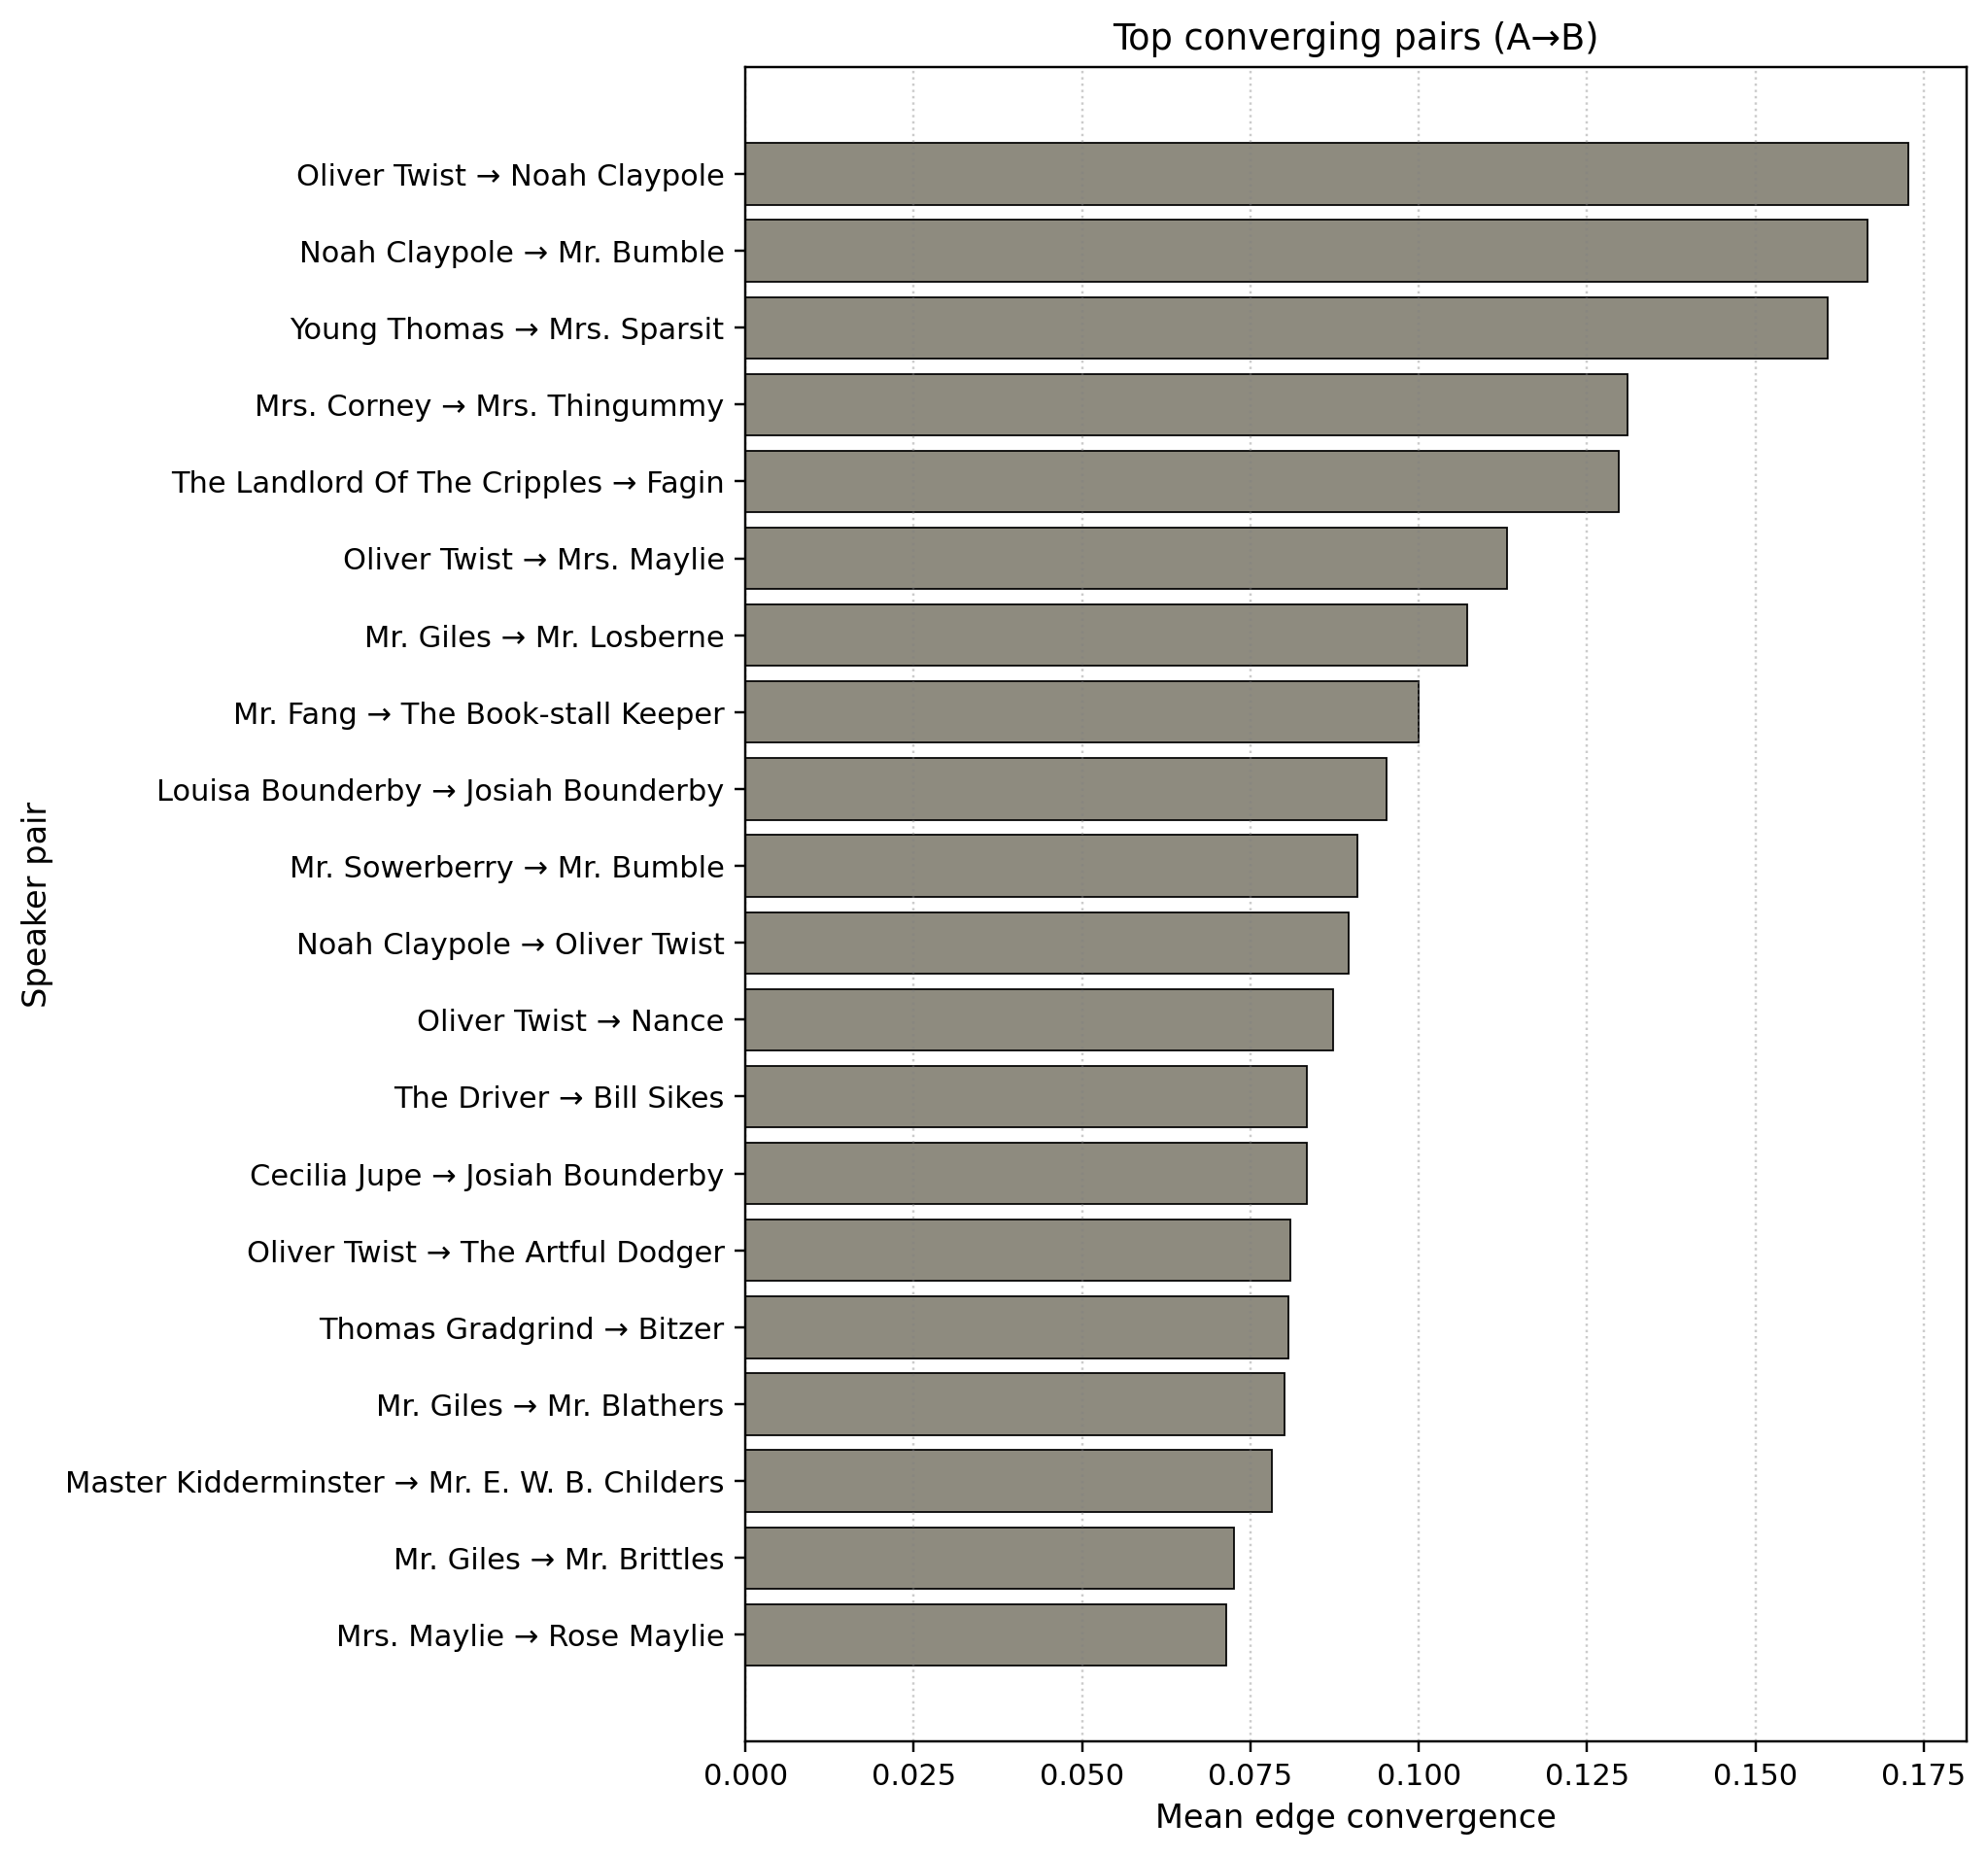 Top converging pairs (A→B)
Oliver Twist → Noah Claypole
Noah Claypole → Mr. Bumble
Young Thomas → Mrs. Sparsit
Mrs. Corney → Mrs. Thingummy
The Landlord Of The Cripples → Fagin
Oliver Twist → Mrs. Maylie
Mr. Giles → Mr. Losberne
Mr. Fang → The Book-stall Keeper
Louisa Bounderby → Josiah Bounderby
Mr. Sowerberry → Mr. Bumble
Noah Claypole → Oliver Twist
Oliver Twist → Nance
The Driver → Bill Sikes
Cecilia Jupe → Josiah Bounderby
Oliver Twist → The Artful Dodger
Thomas Gradgrind → Bitzer
Mr. Giles → Mr. Blathers
Master Kidderminster → Mr. E. W. B. Childers
Mr. Giles → Mr. Brittles
Mrs. Maylie → Rose Maylie
Speaker pair
0.000 0.025 0.050 0.075 0.100 0.125 0.150 0.175
Mean edge convergence